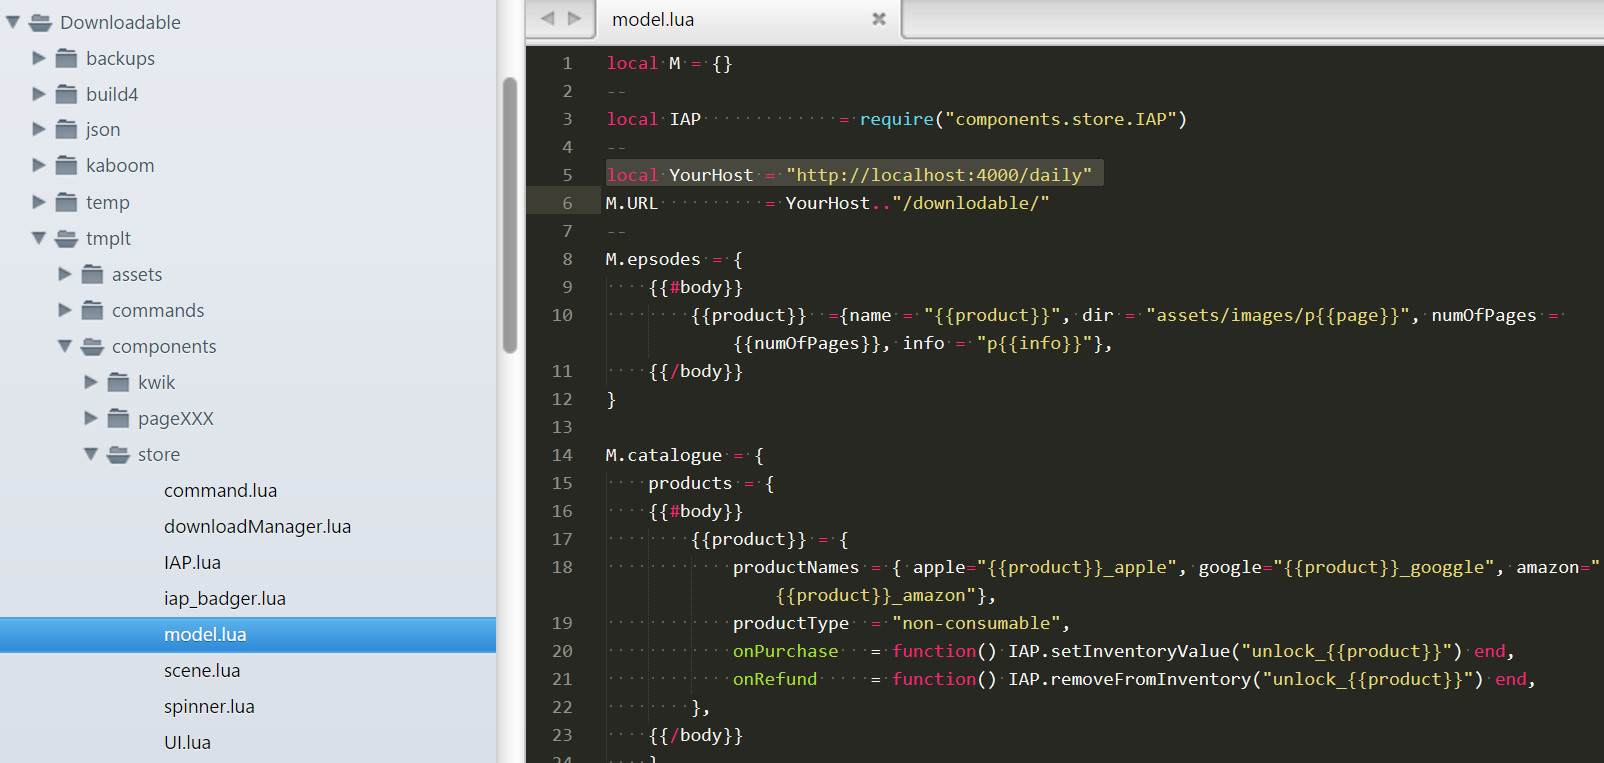 Downloadable
backups
build4
json
kaboom
temp
tmplt
assets
commands
components
kwik
pageXXX
store
command.lua
downloadManager.lua
IAP.lua
iap_badger.lua
model.lua
scene.lua
spinner.lua
UI.lua
model.lua
1 local M = {}
2 --
3 local IAP = require("components.store.IAP")
4 --
5 local YourHost = "http://localhost:4000/daily"
6 M.URL = YourHost.."/downlodable/"
7 --
8 M.epsodes = {
9 {{#body}}
10 {{product}} ={name = "{{product}}", dir = "assets/images/p{{page}}", numOfPages =
{{numOfPages}}, info = "p{{info}}"},
11 {{/body}}
12 }
13
14 M.catalogue = {
15 products = {
16 {{#body}}
17 {{product}} = {
18 productNames = { apple="{{product}}_apple", google="{{product}}_googgle", amazon="
{{product}}_amazon"},
19 productType = "non-consumable",
20 onPurchase = function() IAP.setInventoryValue("unlock_{{product}}") end,
21 onRefund = function() IAP.removeFromInventory("unlock_{{product}}") end,
22 },
23 {{/body}}
24 }